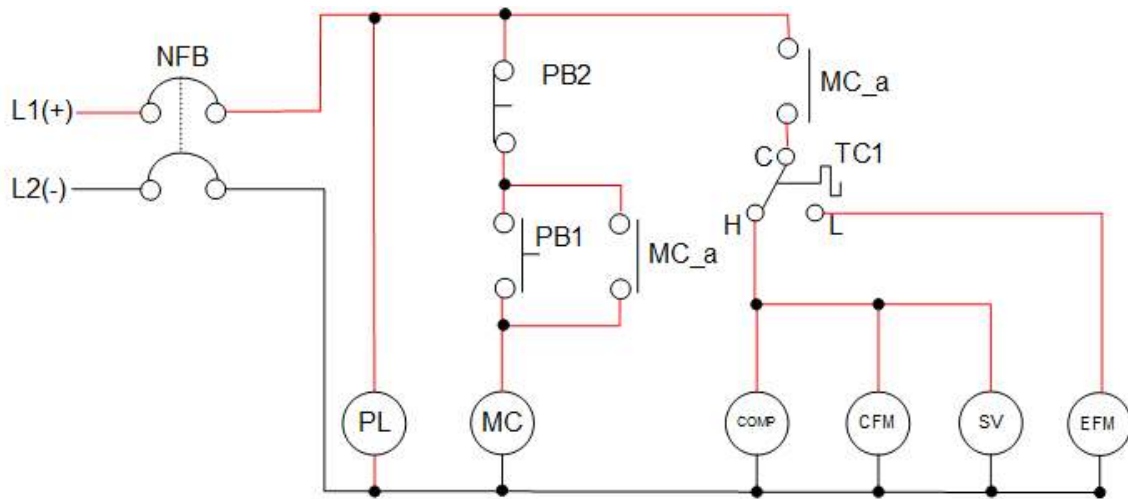 NFB
L1(+)
L2(-)
PB2
MC_a
C
TC1
H
L
PB1
MC_a
PL
MC
COMP
CFM
SV
EFM